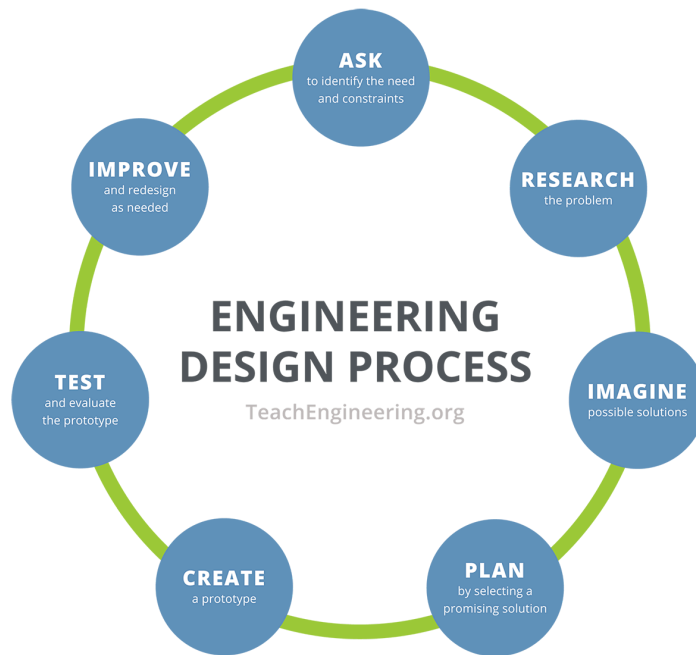 ASK
to identify the need
and constraints
RESEARCH
the problem
IMAGINE
possible solutions
PLAN
by selecting a
promising solution
CREATE
a prototype
TEST
and evaluate
the prototype
IMPROVE
and redesign
as needed
ENGINEERING
DESIGN PROCESS
TeachEngineering.org